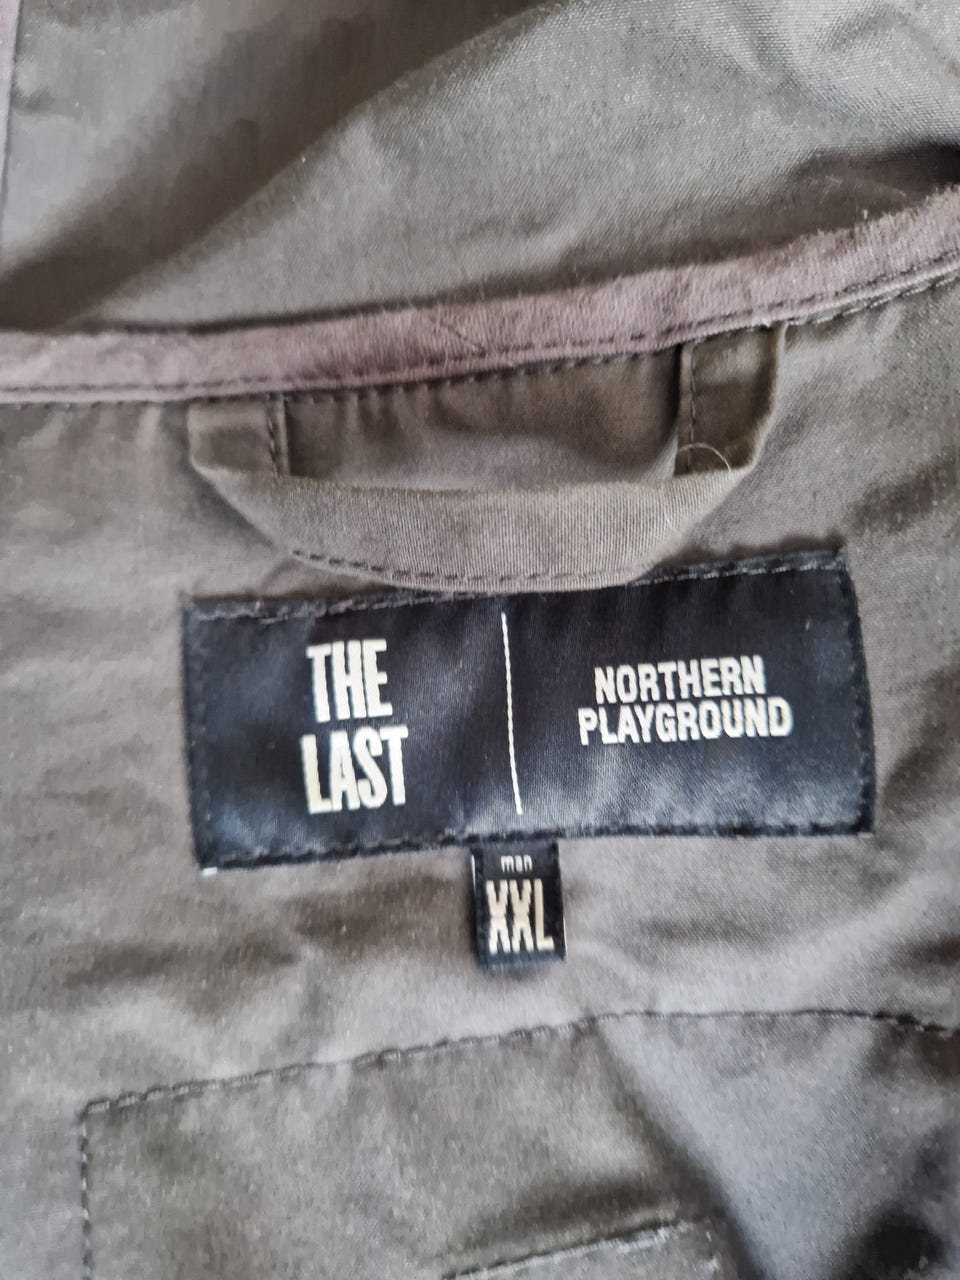 THE
LAST
NORTHERN
PLAYGROUND
man
XXL